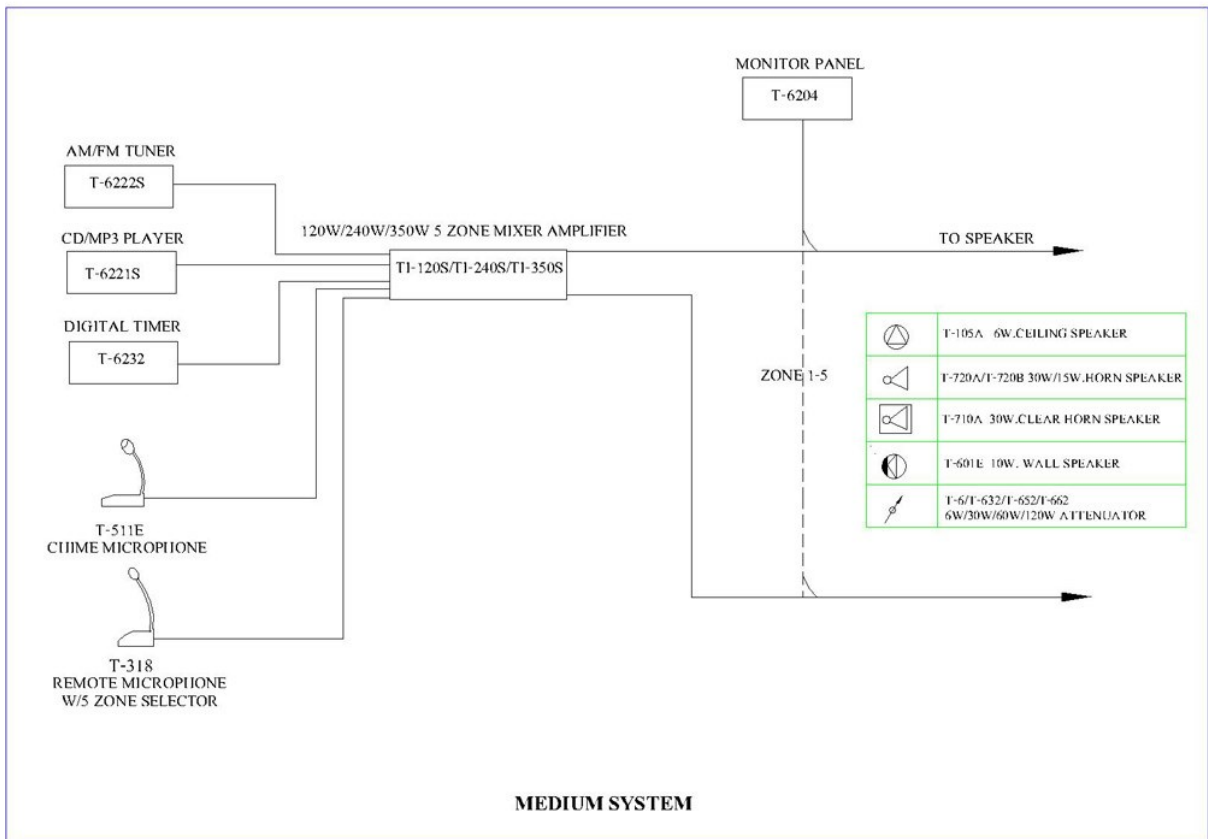 MONITOR PANEL
T-6204
AM/FM TUNER
T-6222S
120W/240W/350W 5 ZONE MIXER AMPLIFIER
TI-120S/TI-240S/TI-350S
TO SPEAKER
CD/MP3 PLAYER
T-6221S
DIGITAL TIMER
T-6232
ZONE 1-5
T-105A 6W.CEILING SPEAKER
T-720A/T-720B 30W/15W.HORN SPEAKER
T-710A 30W.CLEAR HORN SPEAKER
T-601E 10W. WALL SPEAKER
T-6/T-632/T-652/T-662
6W/30W/60W/120W ATTENUATOR
T-511E
CHIME MICROPHONE
T-318
REMOTE MICROPHONE
W/5 ZONE SELECTOR
MEDIUM SYSTEM